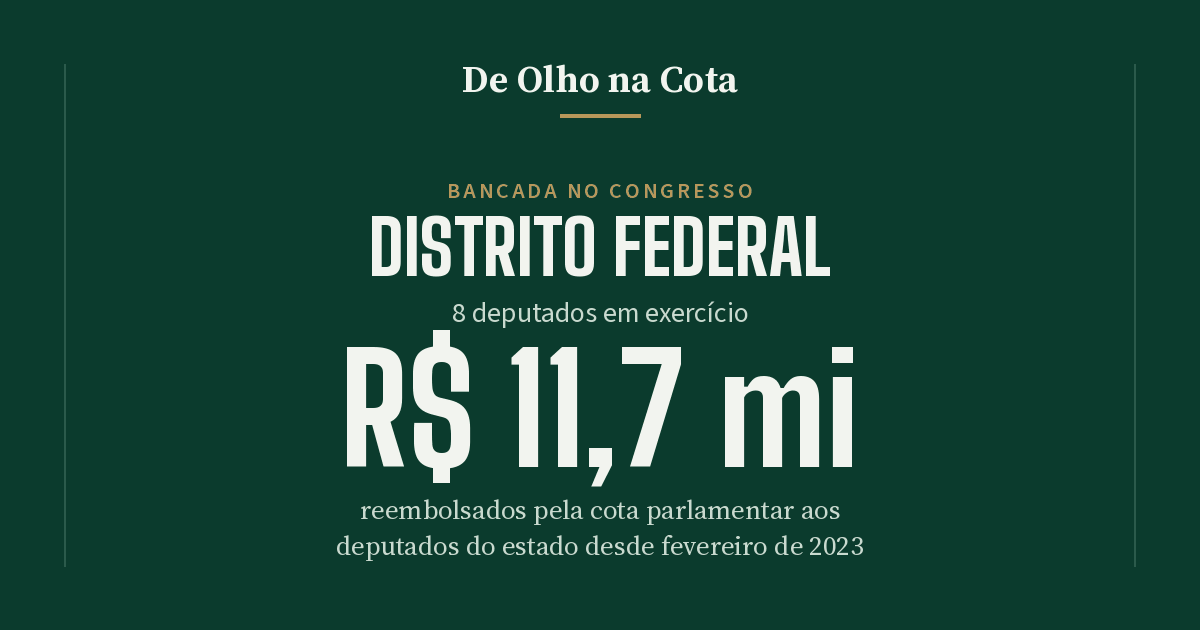 De Olho na Cota
BANCADA NO CONGRESSO
DISTRITO FEDERAL
8 deputados em exercício
R$ 11,7 mi
reembolsados pela cota parlamentar aos
deputados do estado desde fevereiro de 2023